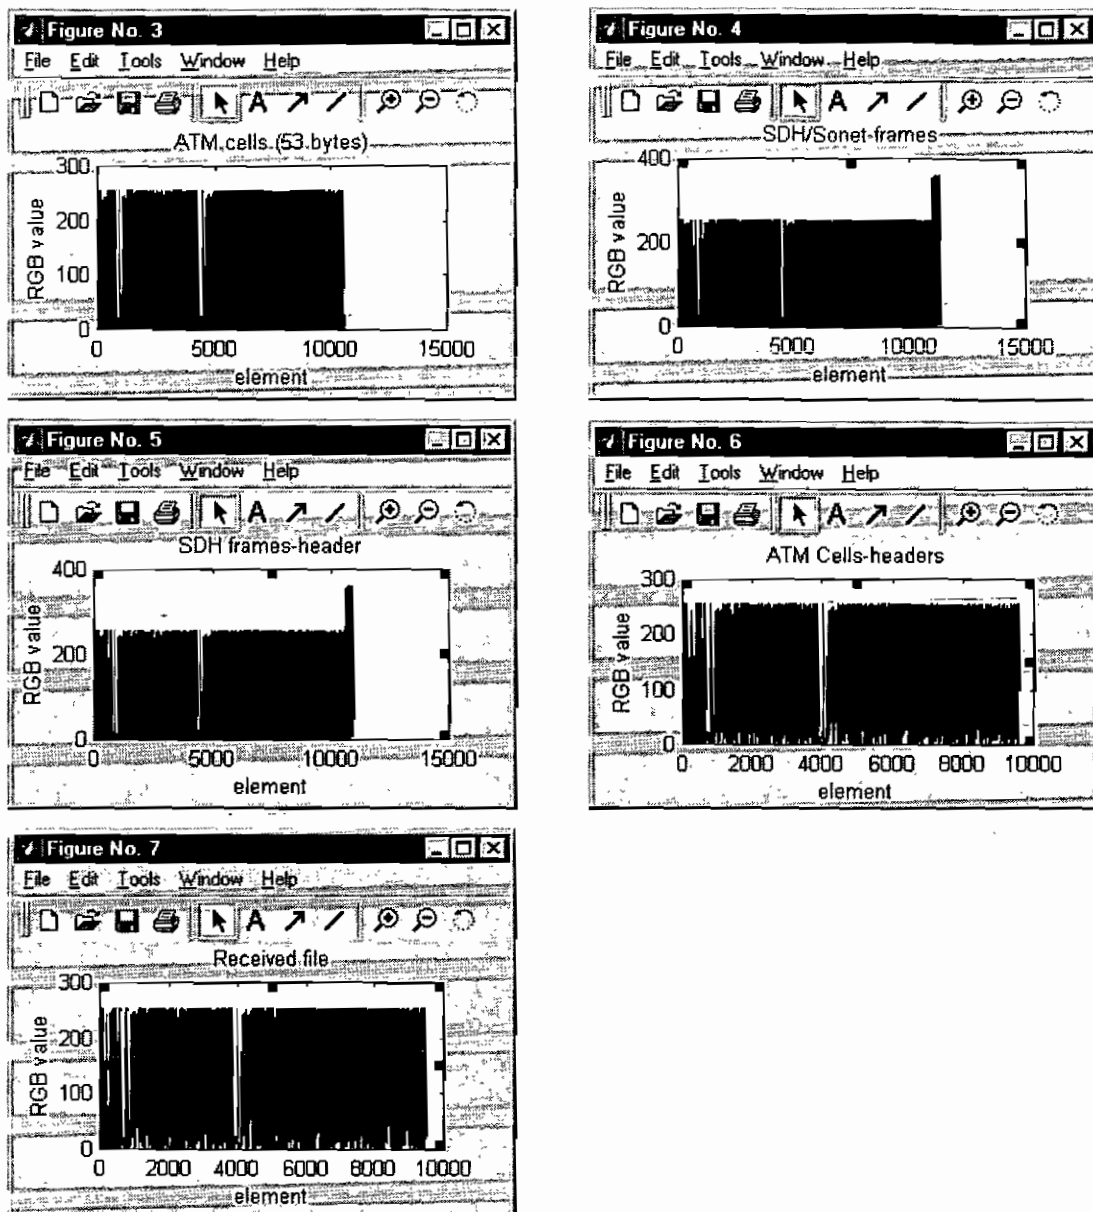 Figure No. 3
File Edit Tools Window Help
A
ATM cells (53 bytes)
300
200
100
0
RGB value
0 5000 10000 15000
element
Figure No. 4
File Edit Tools Window Help
A
SDH/Sonet-frames
400
200
0
RGB value
0 5000 10000 15000
element
Figure No. 5
File Edit Tools Window Help
A
SDH frames-header
400
200
0
RGB value
0 5000 10000 15000
element
Figure No. 6
File Edit Tools Window Help
A
ATM Cells-headers
300
200
100
0
RGB value
0 2000 4000 6000 8000 10000
element
Figure No. 7
File Edit Tools Window Help
A
Received file
300
200
100
0
RGB value
0 2000 4000 6000 8000 10000
element